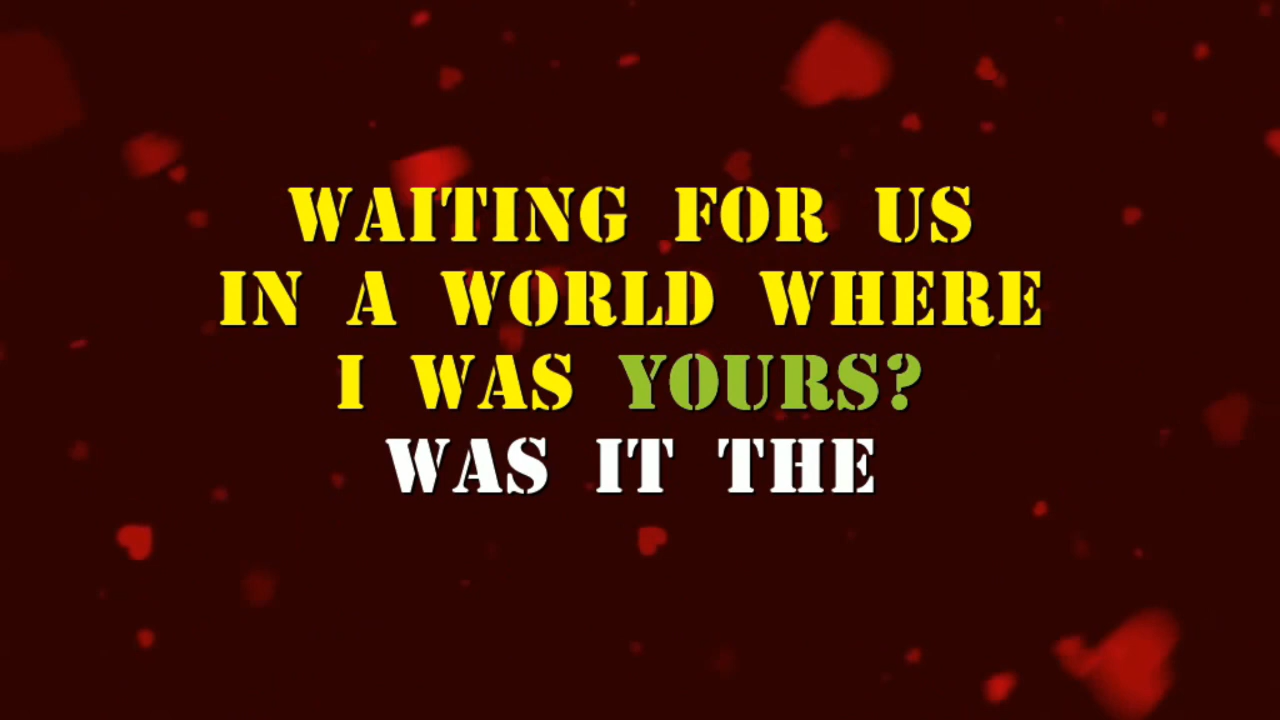 WAITING FOR US
IN A WORLD WHERE
I WAS YOURS?
WAS IT THE